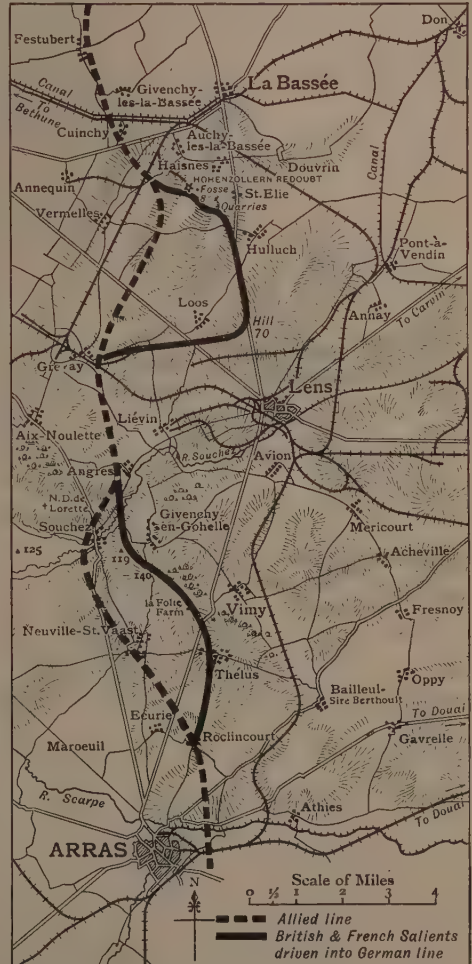 Don
Festubert
Canal
To
Bethune
Givenchy-
les-la-Bassée
La Bassée
Cuinchy
Auchy-
les-la-Bassée
Canal
Haisnes
Douvrin
HOHENZOLLERN REDOUBT
Annequin
Fosse
8
St. Elie
Quarries
Vermelles
Hulluch
Pont-à-
Vendin
Loos
Hill
70
Annay
To Carvin
Grenay
Lens
Liévin
Aix-Noulette
R. Souchez
Avion
Angres
N.D. de
Lorette
Givenchy
en-Gohelle
Souchez
Mericourt
125
119
140
Acheville
la Folie
Farm
Vimy
Fresnoy
Neuville-St. Vaast
Thélus
Oppy
Bailleul-
Sire Berthoult
Ecurie
To Douai
Roclincourt
Gavrelle
Maroeuil
R. Scarpe
Athies
To Douai
ARRAS
N
Scale of Miles
0 ½ 1 2 3 4
Allied line
British & French Salients
driven into German line